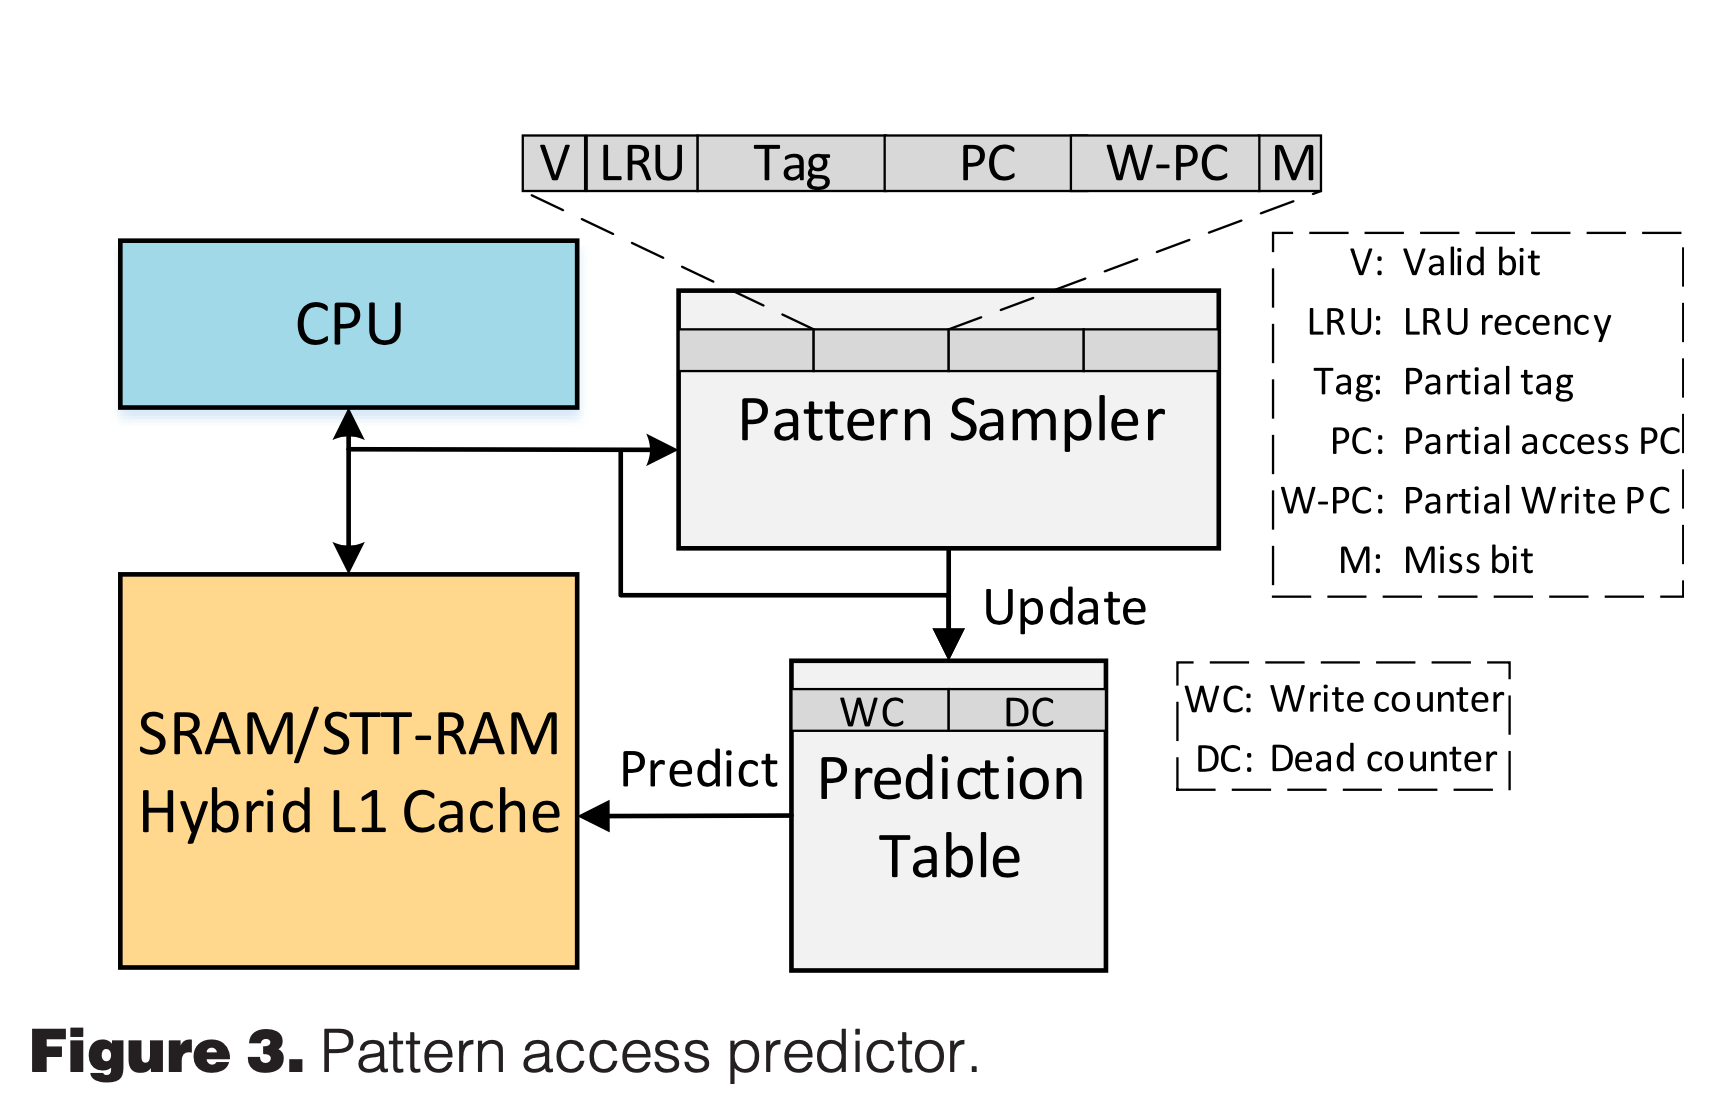 V LRU Tag PC W-PC M
CPU
Pattern Sampler
V: Valid bit
LRU: LRU recency
Tag: Partial tag
PC: Partial access PC
W-PC: Partial Write PC
M: Miss bit
Update
WC DC
Prediction
Table
Predict
SRAM/STT-RAM
Hybrid L1 Cache
WC: Write counter
DC: Dead counter
Figure 3. Pattern access predictor.